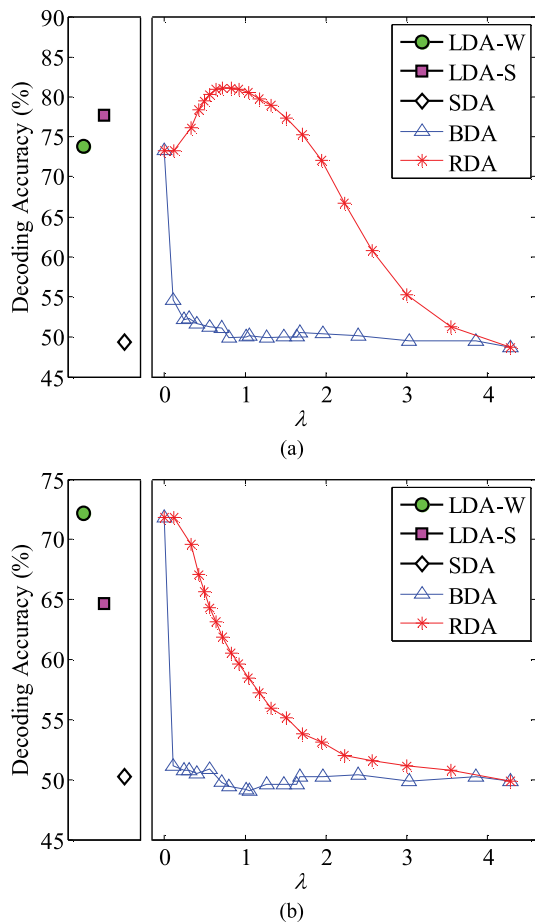 90
85
80
75
70
65
60
55
50
45
Decoding Accuracy (%)
LDA-W
LDA-S
SDA
BDA
RDA
0 1 2 3 4
λ
(a)
75
70
65
60
55
50
45
Decoding Accuracy (%)
LDA-W
LDA-S
SDA
BDA
RDA
0 1 2 3 4
λ
(b)